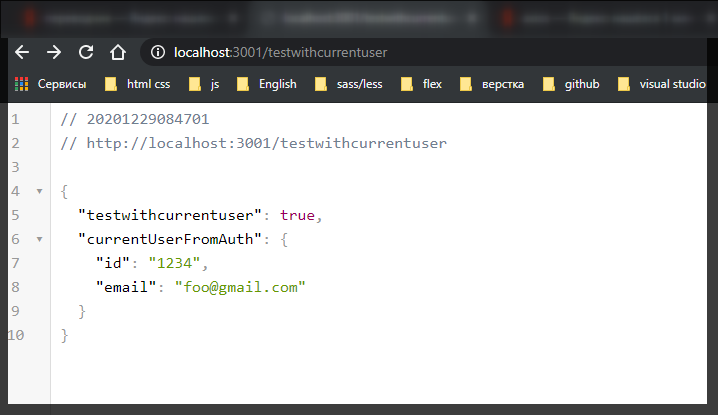 localhost:3001/testwithcurrentuser
Сервисы html css js English sass/less flex верстка github visual studio
1 // 20201229084701
2 // http://localhost:3001/testwithcurrentuser
3
4 {
5 "testwithcurrentuser": true,
6 "currentUserFromAuth": {
7 "id": "1234",
8 "email": "foo@gmail.com"
9 }
10 }